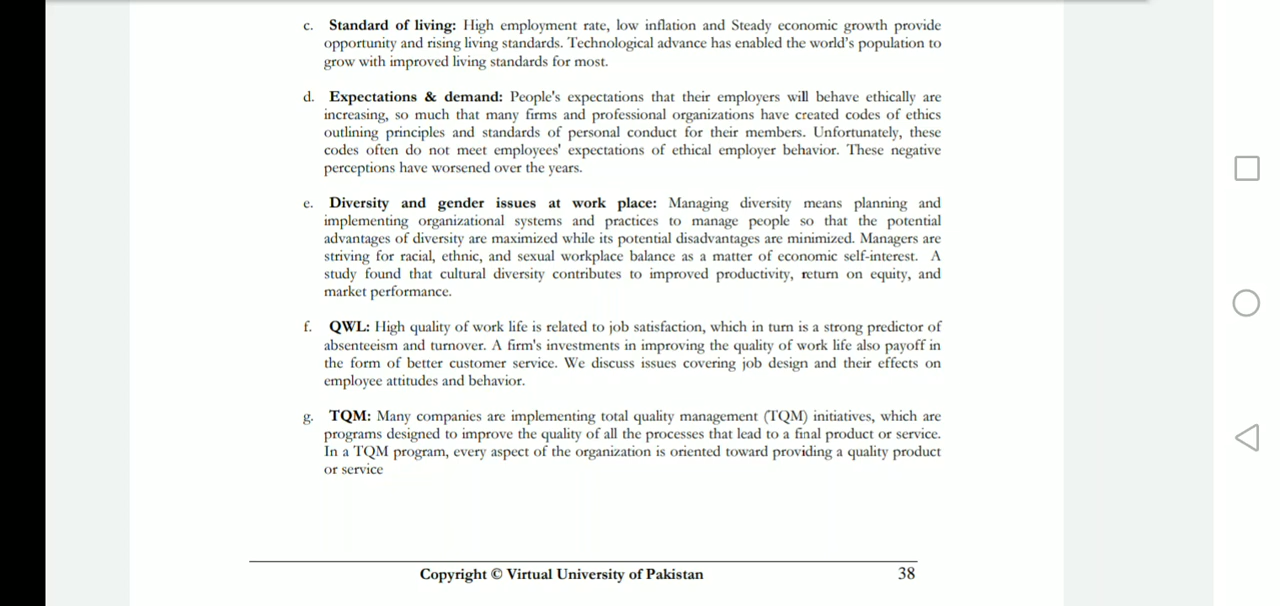 c. Standard of living: High employment rate, low inflation and Steady economic growth provide
opportunity and rising living standards. Technological advance has enabled the world's population to
grow with improved living standards for most.
d. Expectations & demand: People's expectations that their employers will behave ethically are
increasing, so much that many firms and professional organizations have created codes of ethics
outlining principles and standards of personal conduct for their members. Unfortunately, these
codes often do not meet employees' expectations of ethical employer behavior. These negative
perceptions have worsened over the years.
e. Diversity and gender issues at work place: Managing diversity means planning and
implementing organizational systems and practices to manage people so that the potential
advantages of diversity are maximized while its potential disadvantages are minimized. Managers are
striving for racial, ethnic, and sexual workplace balance as a matter of economic self-interest. A
study found that cultural diversity contributes to improved productivity, return on equity, and
market performance.
f. QWL: High quality of work life is related to job satisfaction, which in turn is a strong predictor of
absenteeism and turnover. A firm's investments in improving the quality of work life also payoff in
the form of better customer service. We discuss issues covering job design and their effects on
employee attitudes and behavior.
g. TQM: Many companies are implementing total quality management (TQM) initiatives, which are
programs designed to improve the quality of all the processes that lead to a final product or service.
In a TQM program, every aspect of the organization is oriented toward providing a quality product
or service
Copyright © Virtual University of Pakistan 38